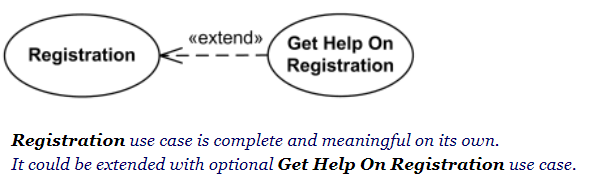 Registration
«extend»
Get Help On
Registration
Registration use case is complete and meaningful on its own.
It could be extended with optional Get Help On Registration use case.